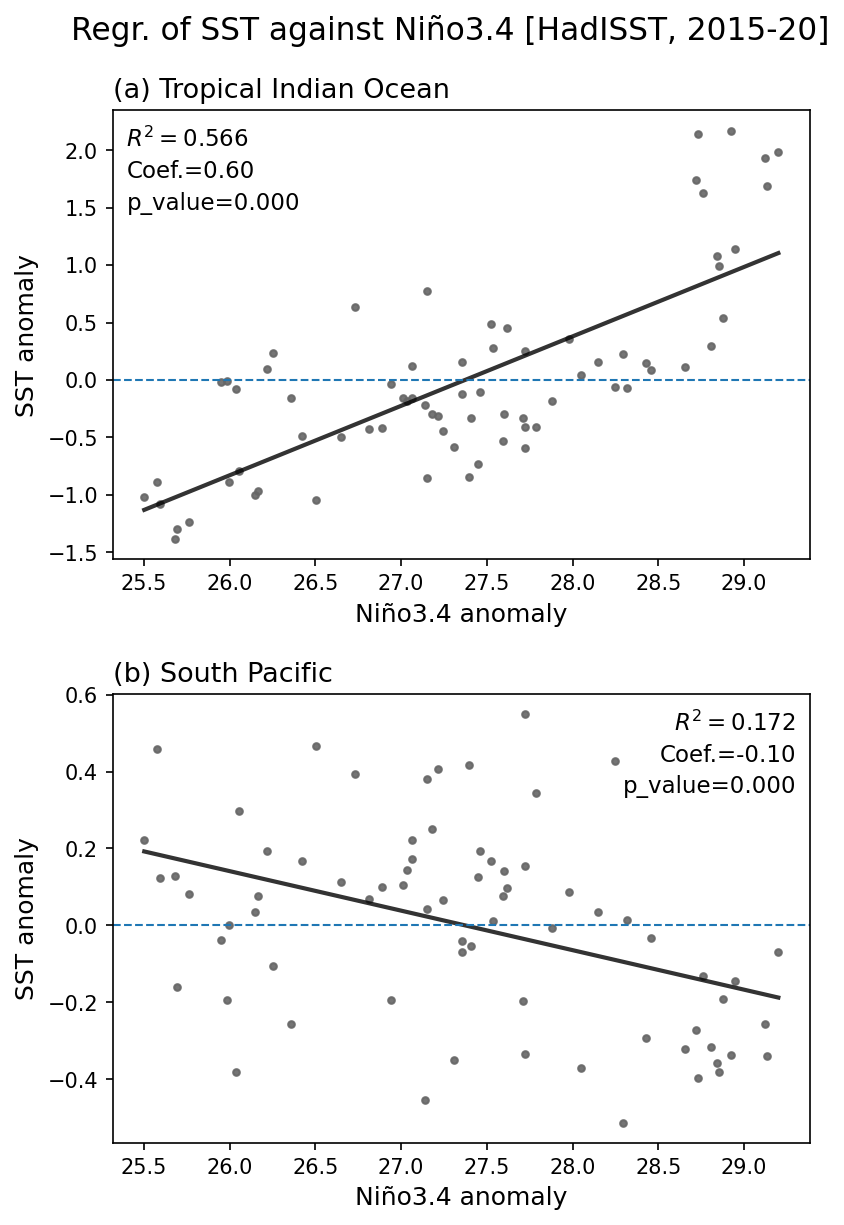 Regr. of SST against Niño3.4 [HadISST, 2015-20]
(a) Tropical Indian Ocean
R² = 0.566
Coef.=0.60
p_value=0.000
SST anomaly
2.0
1.5
1.0
0.5
0.0
−0.5
−1.0
−1.5
25.5 26.0 26.5 27.0 27.5 28.0 28.5 29.0
Niño3.4 anomaly
(b) South Pacific
R² = 0.172
Coef.=-0.10
p_value=0.000
SST anomaly
0.6
0.4
0.2
0.0
−0.2
−0.4
25.5 26.0 26.5 27.0 27.5 28.0 28.5 29.0
Niño3.4 anomaly